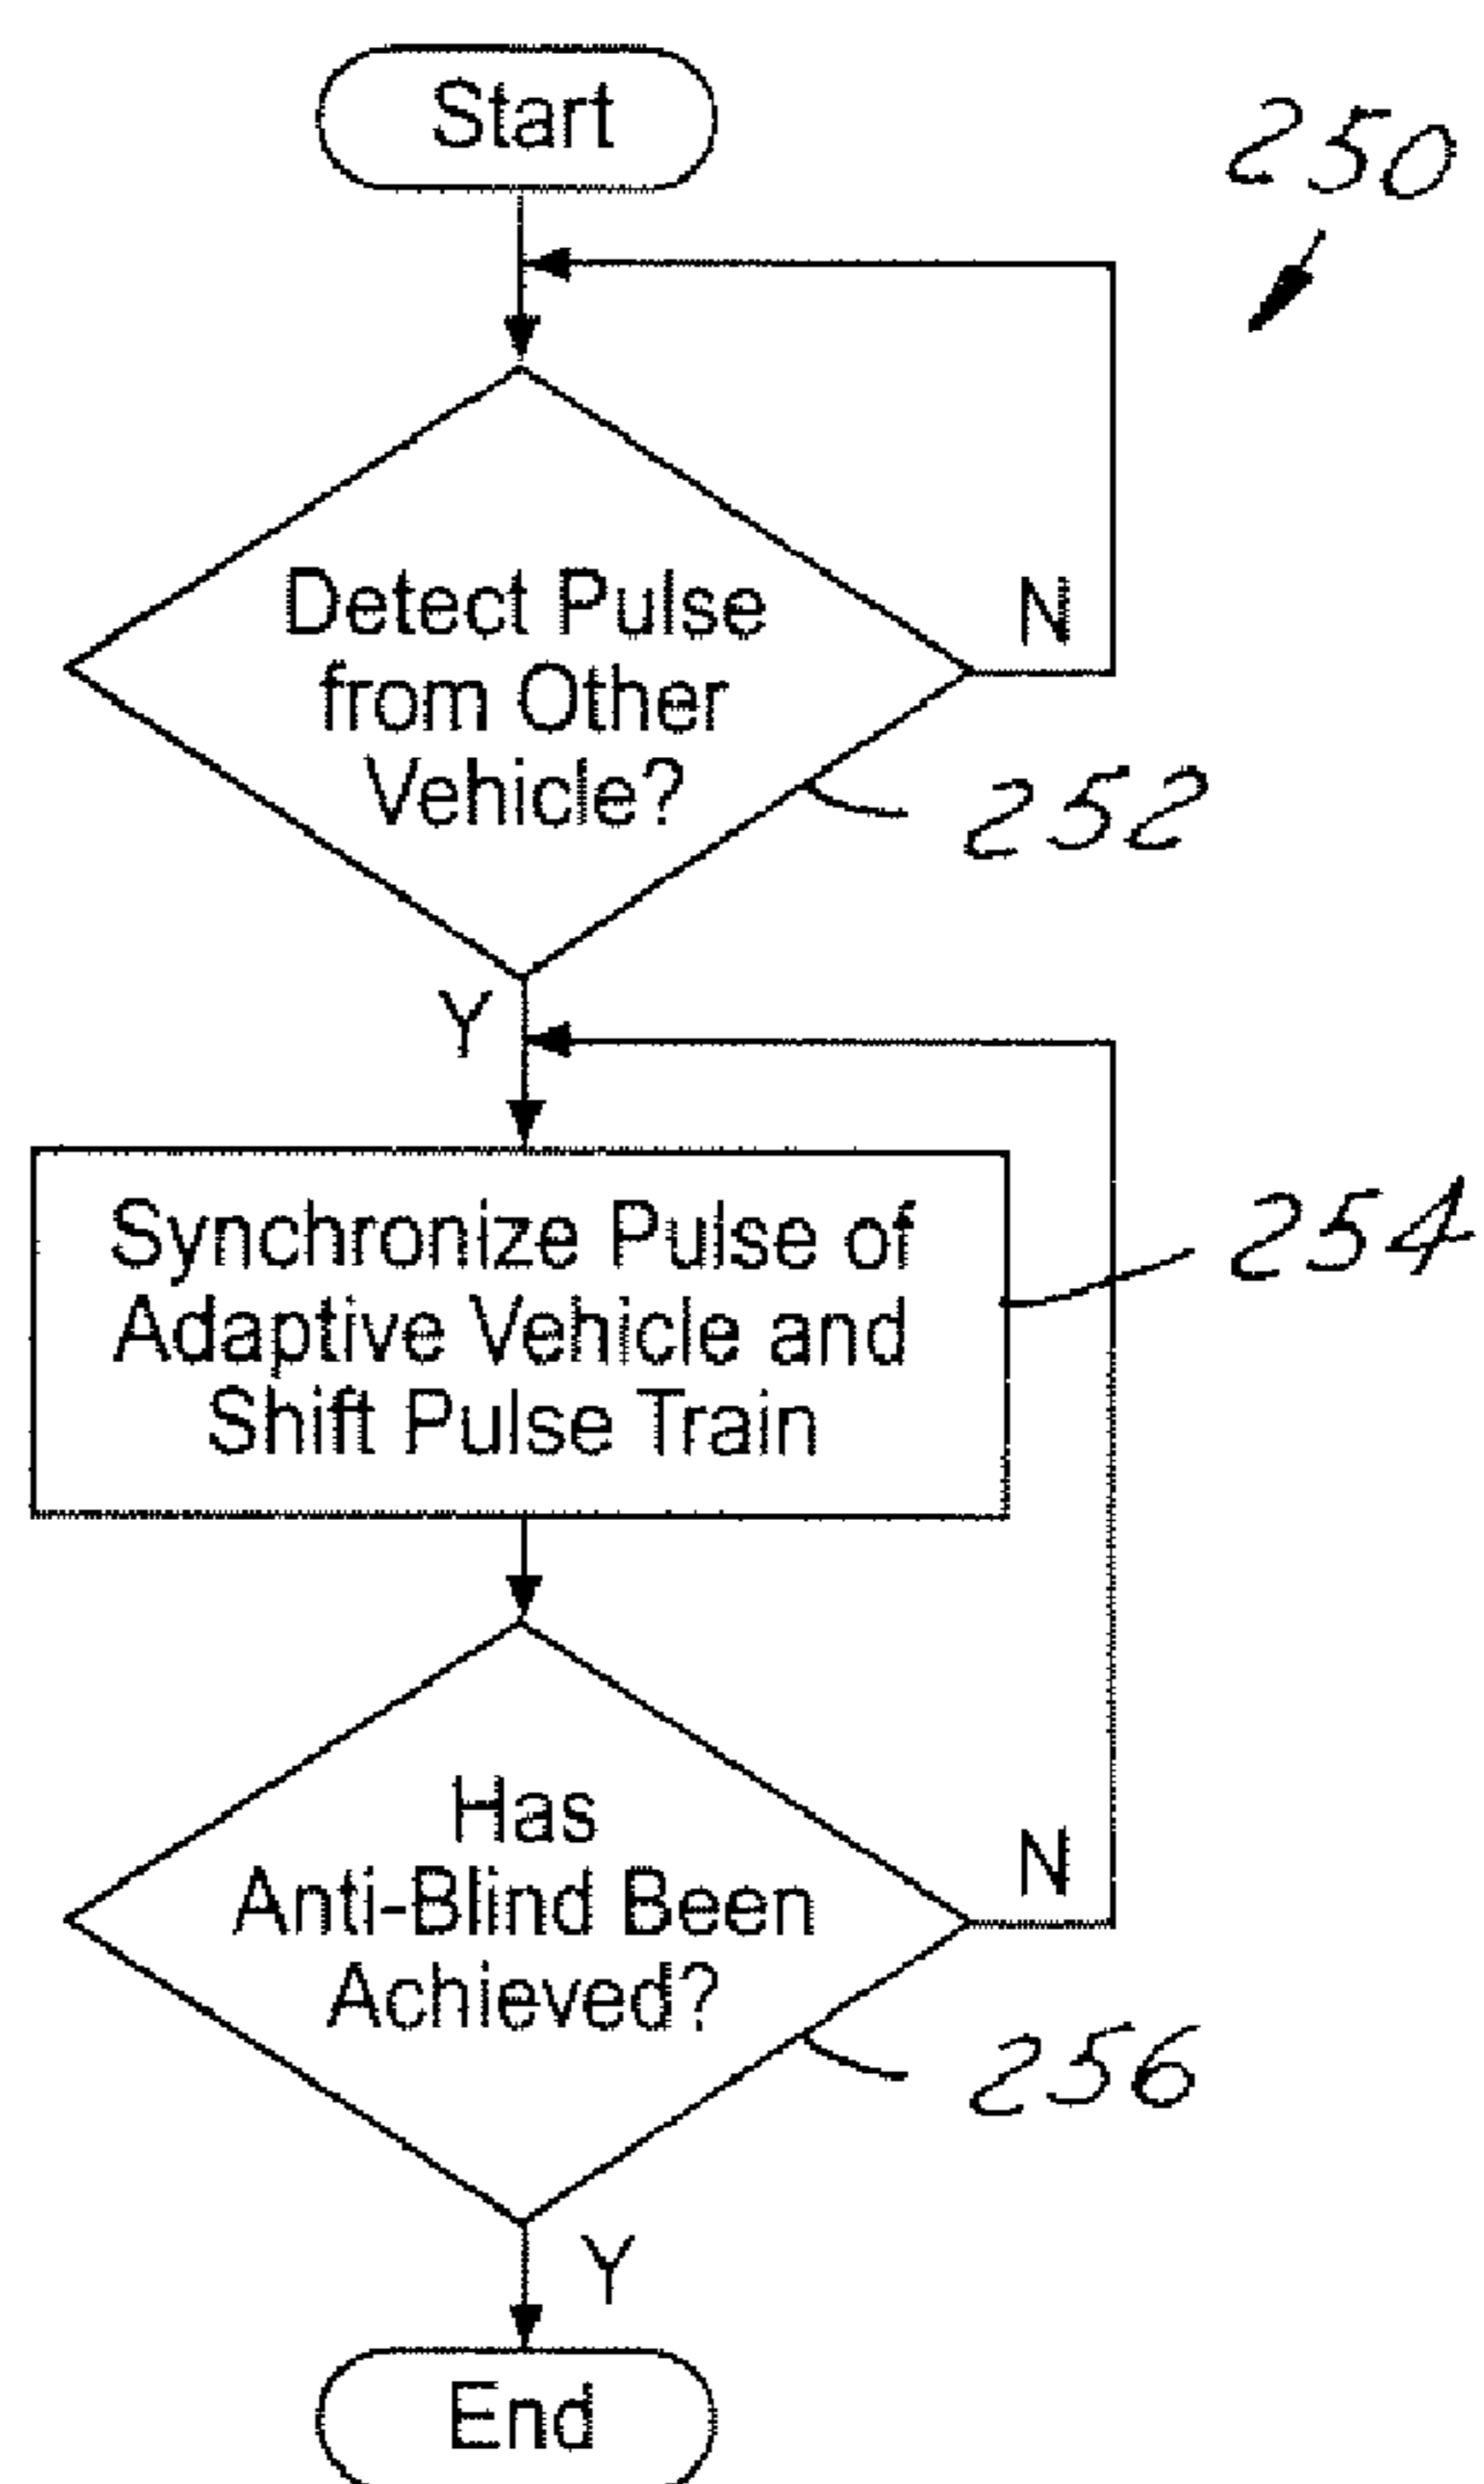 Start
250
Detect Pulse
from Other
Vehicle?
N
252
Y
Synchronize Pulse of
Adaptive Vehicle and
Shift Pulse Train
254
Has
Anti-Blind Been
Achieved?
N
256
Y
End